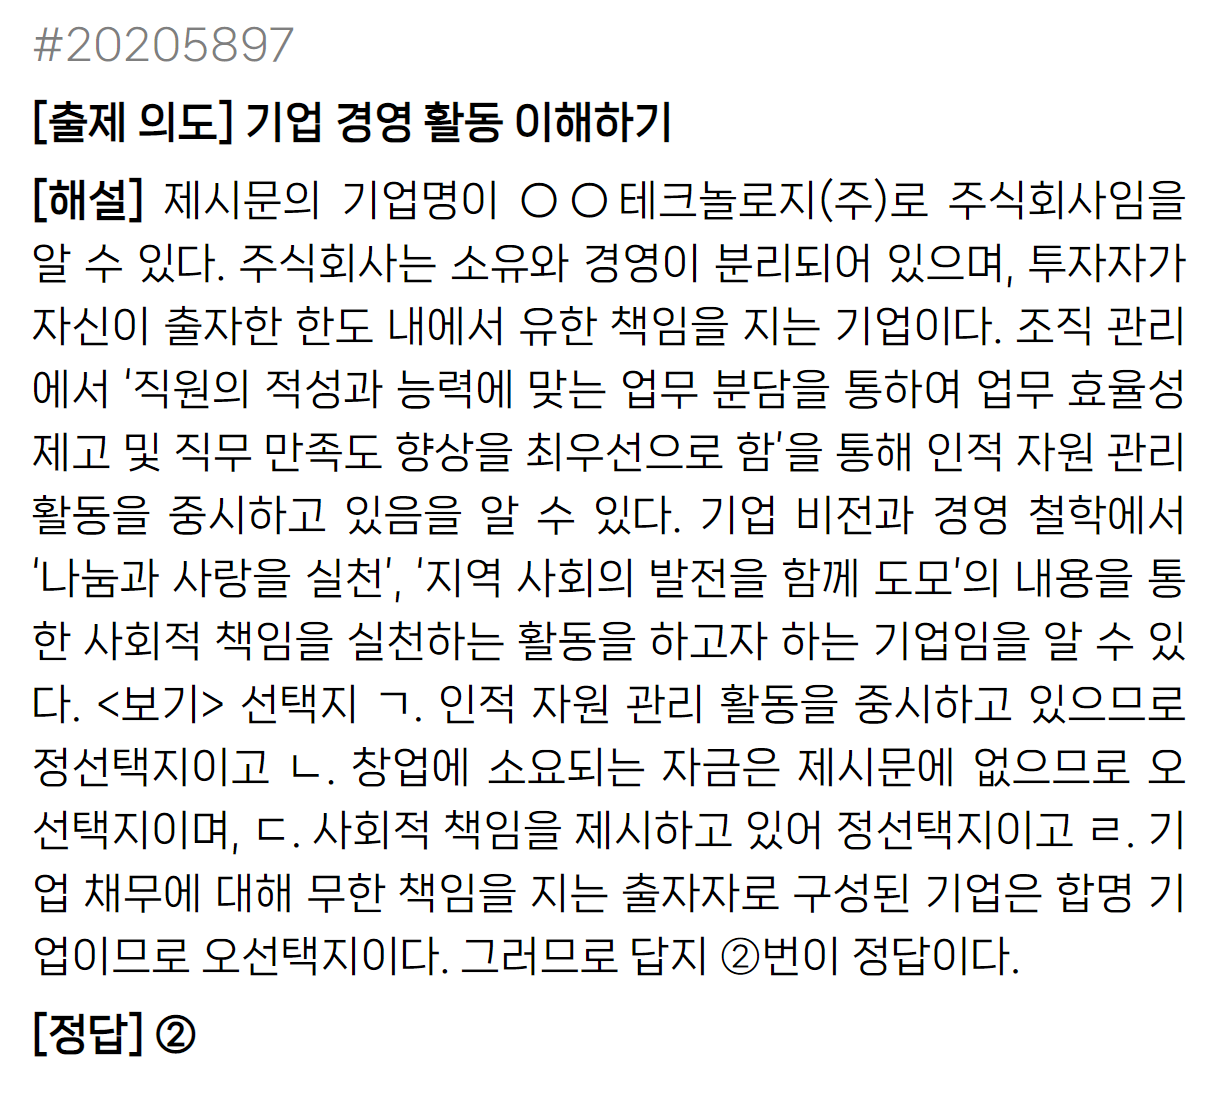 #20205897
[출제 의도] 기업 경영 활동 이해하기
[해설] 제시문의 기업명이 ○○테크놀로지(주)로 주식회사임을
알 수 있다. 주식회사는 소유와 경영이 분리되어 있으며, 투자자가
자신이 출자한 한도 내에서 유한 책임을 지는 기업이다. 조직 관리
에서 '직원의 적성과 능력에 맞는 업무 분담을 통하여 업무 효율성
제고 및 직무 만족도 향상을 최우선으로 함'을 통해 인적 자원 관리
활동을 중시하고 있음을 알 수 있다. 기업 비전과 경영 철학에서
'나눔과 사랑을 실천', '지역 사회의 발전을 함께 도모'의 내용을 통
한 사회적 책임을 실천하는 활동을 하고자 하는 기업임을 알 수 있
다. <보기> 선택지 ㄱ. 인적 자원 관리 활동을 중시하고 있으므로
정선택지이고 ㄴ. 창업에 소요되는 자금은 제시문에 없으므로 오
선택지이며, ㄷ. 사회적 책임을 제시하고 있어 정선택지이고 ㄹ. 기
업 채무에 대해 무한 책임을 지는 출자자로 구성된 기업은 합명 기
업이므로 오선택지이다. 그러므로 답지 ②번이 정답이다.
[정답] ②